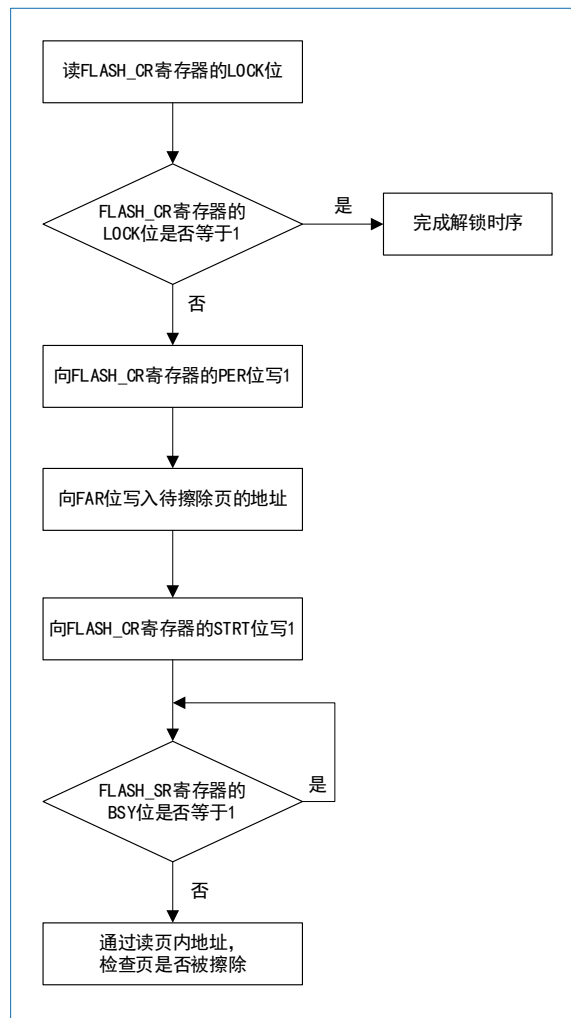 读FLASH_CR寄存器的LOCK位
FLASH_CR寄存器的
LOCK位是否等于1
是
完成解锁时序
否
向FLASH_CR寄存器的PER位写1
向FAR位写入待擦除页的地址
向FLASH_CR寄存器的STRT位写1
FLASH_SR寄存器的
BSY位是否等于1
是
否
通过读页内地址，
检查页是否被擦除